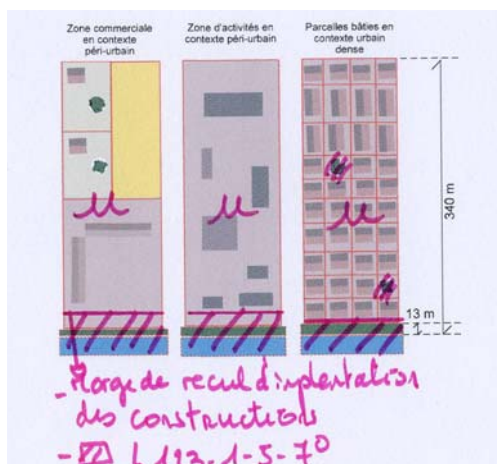 Zone commerciale
en contexte
péri-urbain
Zone d'activités en
contexte péri-urbain
Parcelles bâties en
contexte urbain
dense
U
U
U
340 m
13 m
- Marge de recul d'implantation
des constructions
- L 123-1-5-7°